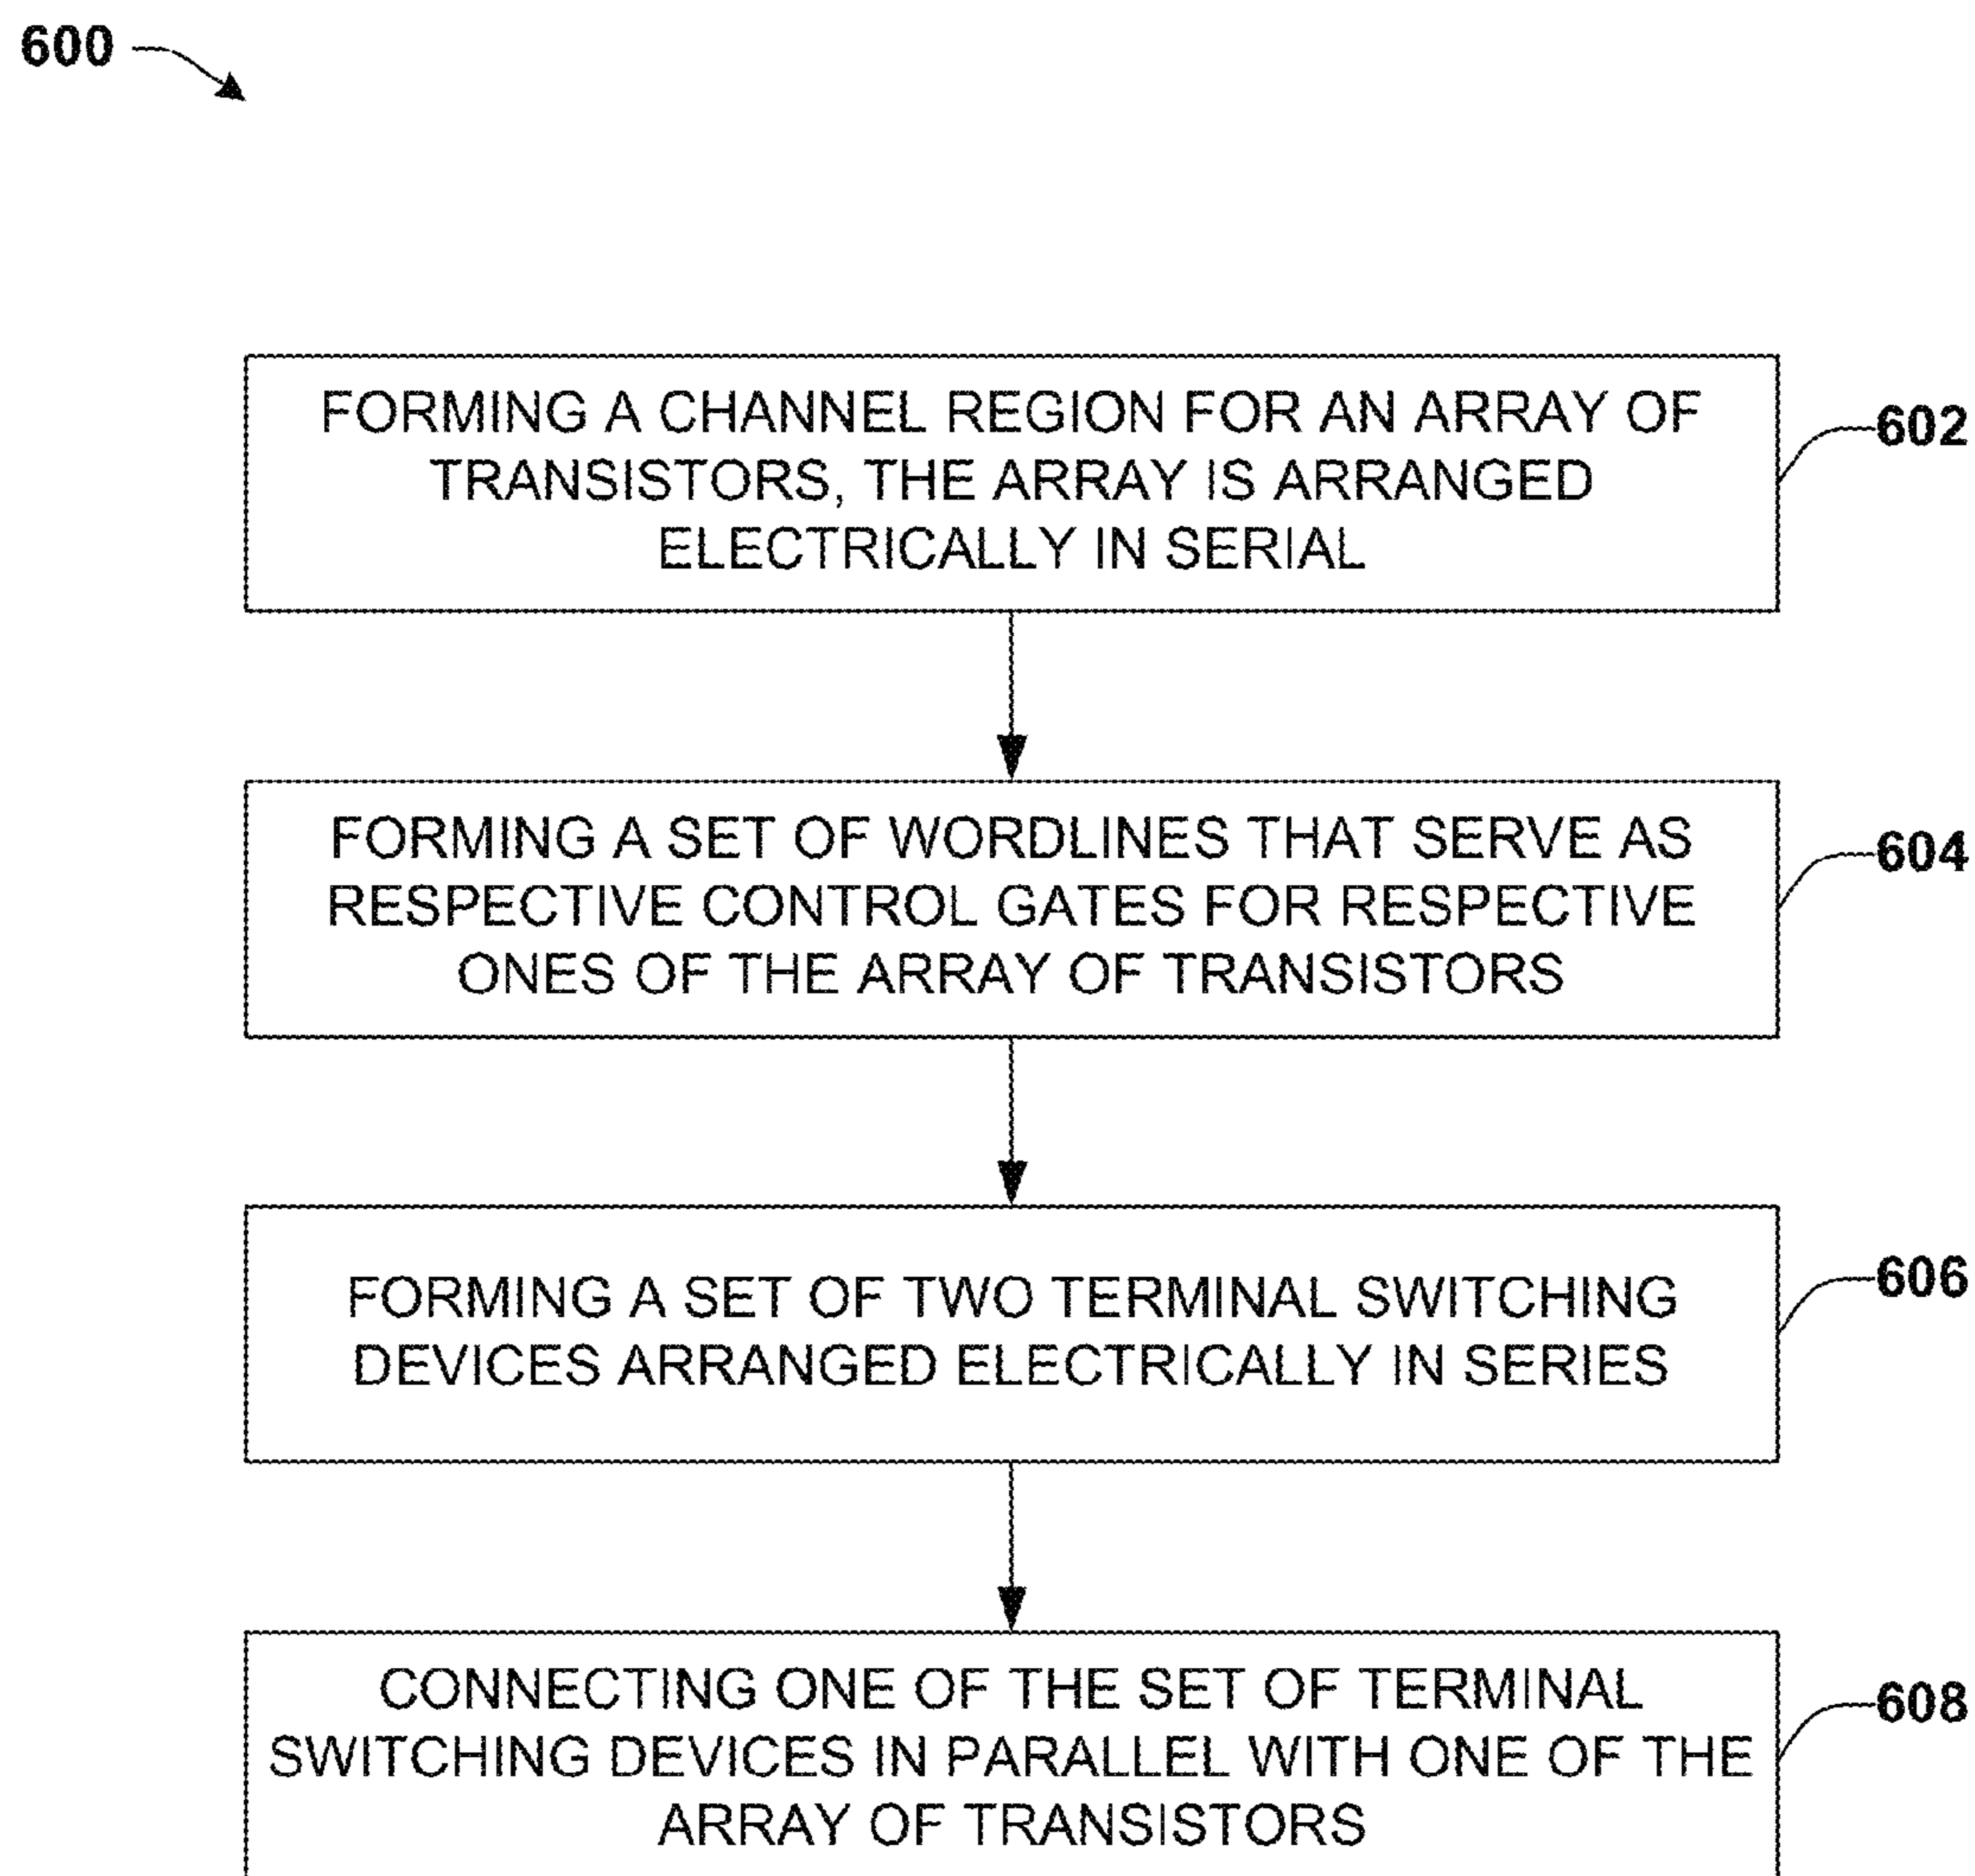 600
FORMING A CHANNEL REGION FOR AN ARRAY OF
TRANSISTORS, THE ARRAY IS ARRANGED
ELECTRICALLY IN SERIAL
602
FORMING A SET OF WORDLINES THAT SERVE AS
RESPECTIVE CONTROL GATES FOR RESPECTIVE
ONES OF THE ARRAY OF TRANSISTORS
604
FORMING A SET OF TWO TERMINAL SWITCHING
DEVICES ARRANGED ELECTRICALLY IN SERIES
606
CONNECTING ONE OF THE SET OF TERMINAL
SWITCHING DEVICES IN PARALLEL WITH ONE OF THE
ARRAY OF TRANSISTORS
608